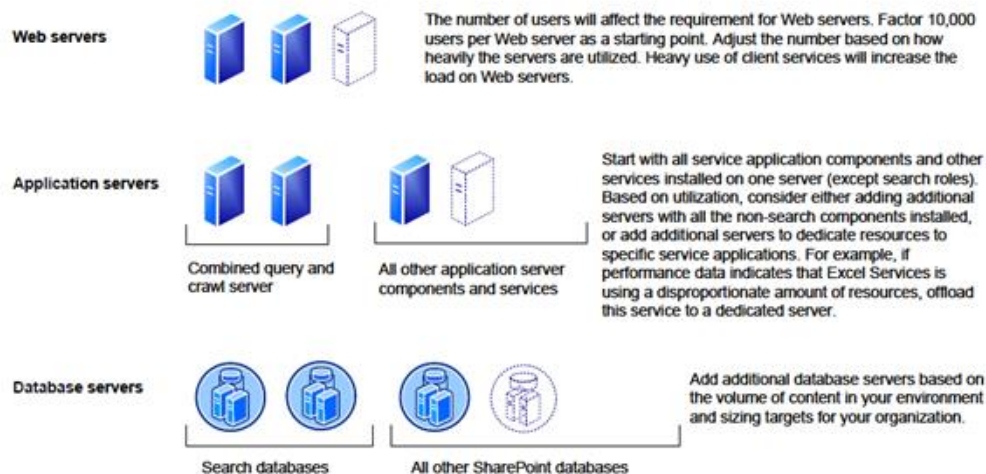 Web servers
The number of users will affect the requirement for Web servers. Factor 10,000
users per Web server as a starting point. Adjust the number based on how
heavily the servers are utilized. Heavy use of client services will increase the
load on Web servers.
Application servers
Combined query and
crawl server
All other application server
components and services
Start with all service application components and other
services installed on one server (except search roles).
Based on utilization, consider either adding additional
servers with all the non-search components installed,
or add additional servers to dedicate resources to
specific service applications. For example, if
performance data indicates that Excel Services is
using a disproportionate amount of resources, offload
this service to a dedicated server.
Database servers
Search databases
All other SharePoint databases
Add additional database servers based on
the volume of content in your environment
and sizing targets for your organization.